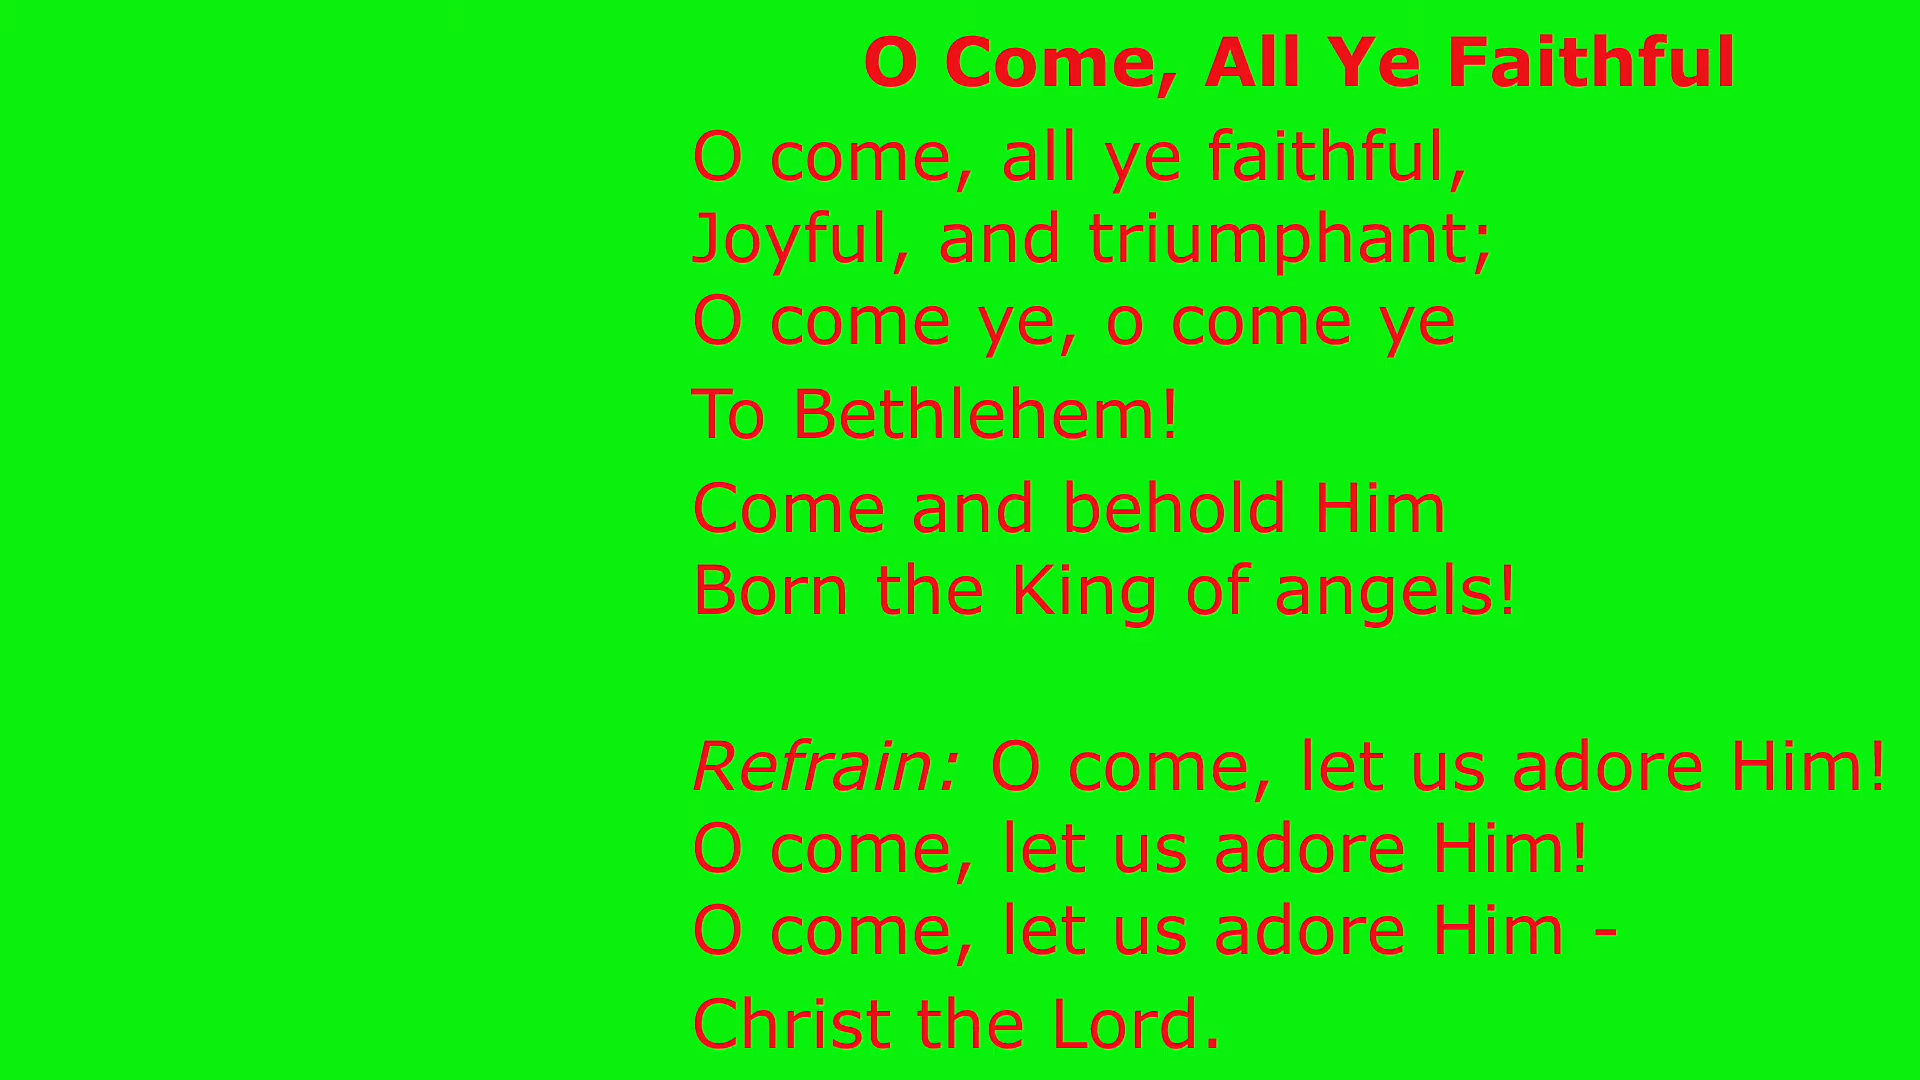 O Come, All Ye Faithful
O come, all ye faithful,
Joyful, and triumphant;
O come ye, o come ye
To Bethlehem!
Come and behold Him
Born the King of angels!
Refrain: O come, let us adore Him!
O come, let us adore Him!
O come, let us adore Him -
Christ the Lord.